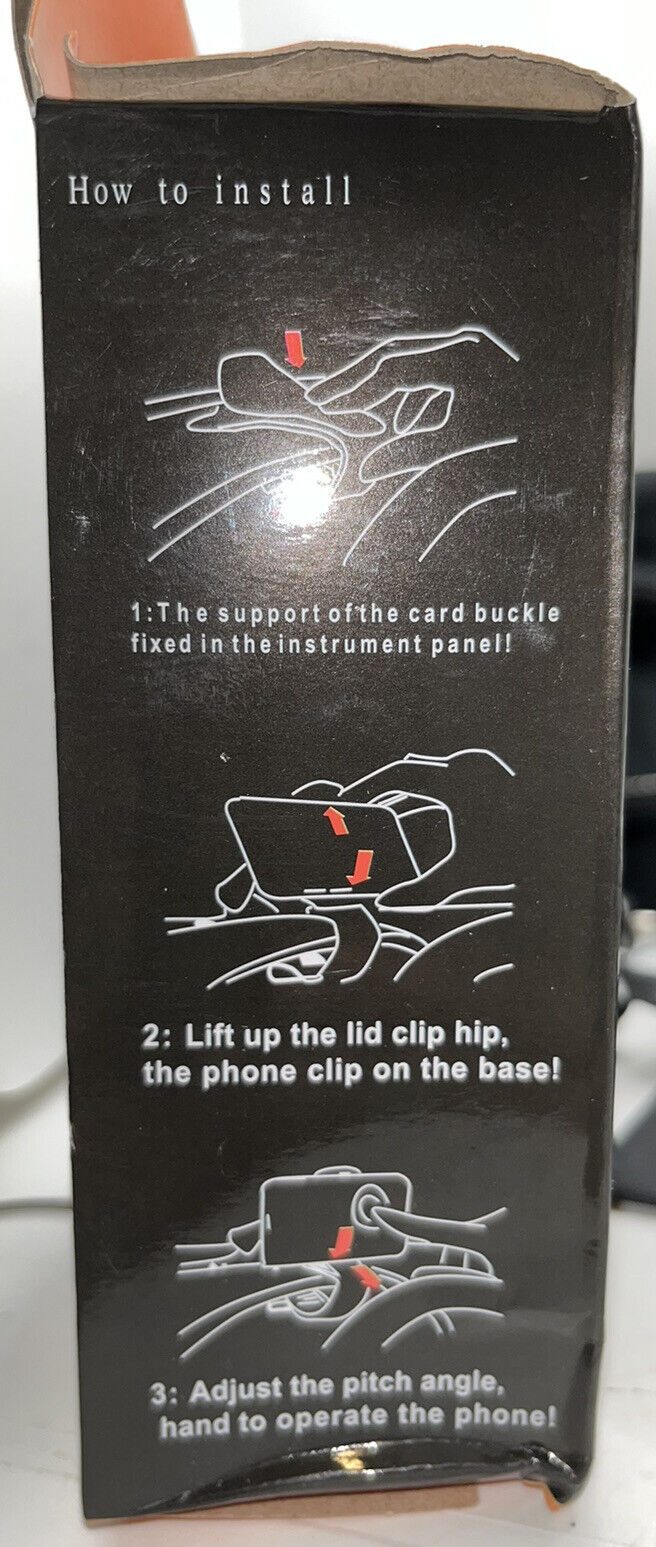 How to install
1:The support of the card buckle
fixed in the instrument panel!
2: Lift up the lid clip hip,
the phone clip on the base!
3: Adjust the pitch angle,
hand to operate the phone!